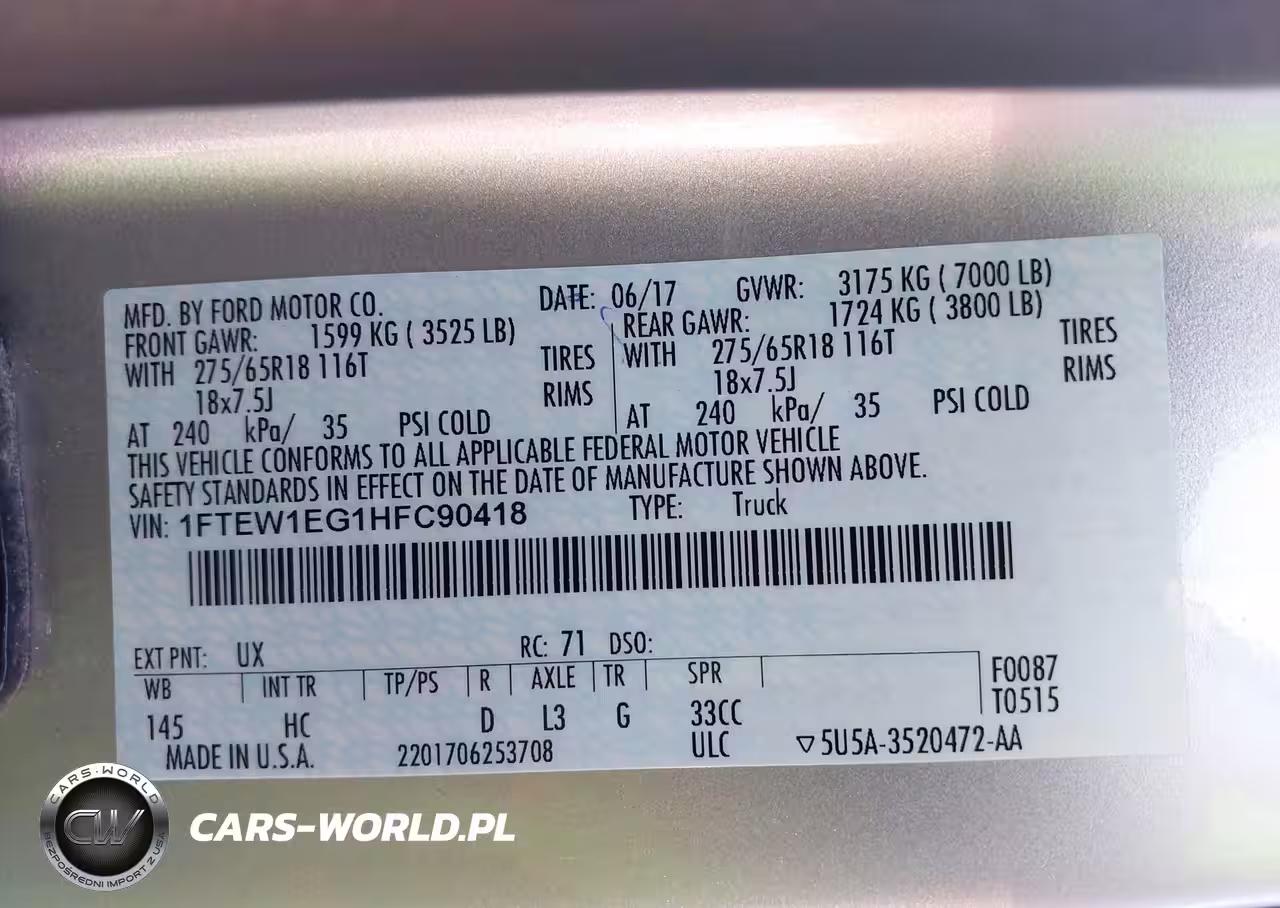 MFD. BY FORD MOTOR CO. DATE: 06/17 GVWR: 3175 KG ( 7000 LB)
FRONT GAWR: 1599 KG ( 3525 LB) REAR GAWR: 1724 KG ( 3800 LB)
WITH 275/65R18 116T TIRES WITH 275/65R18 116T TIRES
18x7.5J RIMS 18x7.5J RIMS
AT 240 kPa/ 35 PSI COLD AT 240 kPa/ 35 PSI COLD
THIS VEHICLE CONFORMS TO ALL APPLICABLE FEDERAL MOTOR VEHICLE
SAFETY STANDARDS IN EFFECT ON THE DATE OF MANUFACTURE SHOWN ABOVE.
VIN: 1FTEW1EG1HFC90418 TYPE: Truck
EXT PNT: UX RC: 71 DSO:
WB INT TR TP/PS R AXLE TR SPR F0087
T0515
145 HC D L3 G 33CC
MADE IN U.S.A. 2201706253708 ULC ▽5U5A-3520472-AA
CARS-WORLD
CW
BEZPOŚREDNI IMPORT Z USA
CARS-WORLD.PL